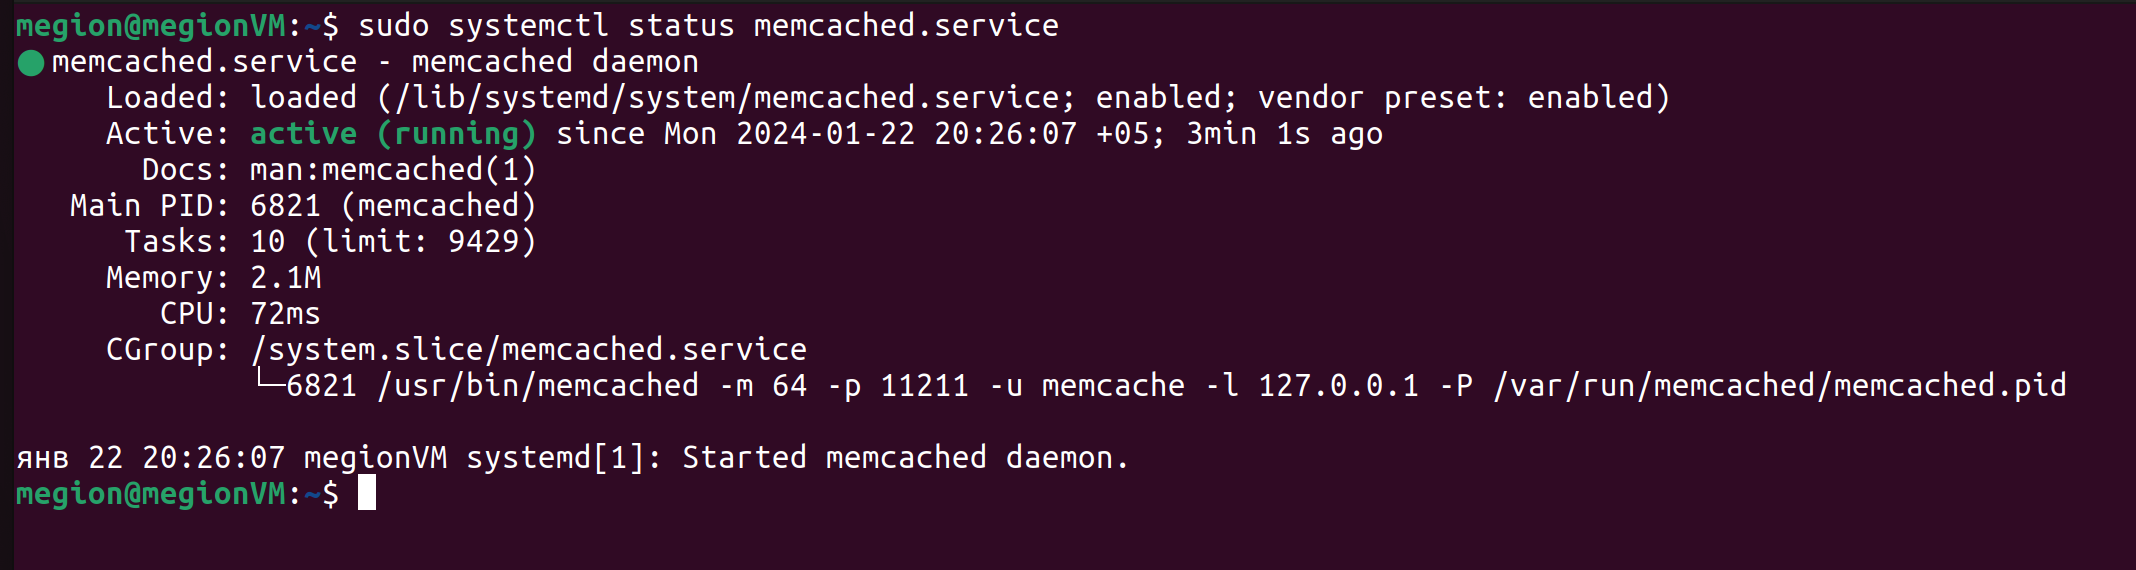 megion@megionVM:~$ sudo systemctl status memcached.service
● memcached.service - memcached daemon
Loaded: loaded (/lib/systemd/system/memcached.service; enabled; vendor preset: enabled)
Active: active (running) since Mon 2024-01-22 20:26:07 +05; 3min 1s ago
Docs: man:memcached(1)
Main PID: 6821 (memcached)
Tasks: 10 (limit: 9429)
Memory: 2.1M
CPU: 72ms
CGroup: /system.slice/memcached.service
└─6821 /usr/bin/memcached -m 64 -p 11211 -u memcache -l 127.0.0.1 -P /var/run/memcached/memcached.pid
янв 22 20:26:07 megionVM systemd[1]: Started memcached daemon.
megion@megionVM:~$